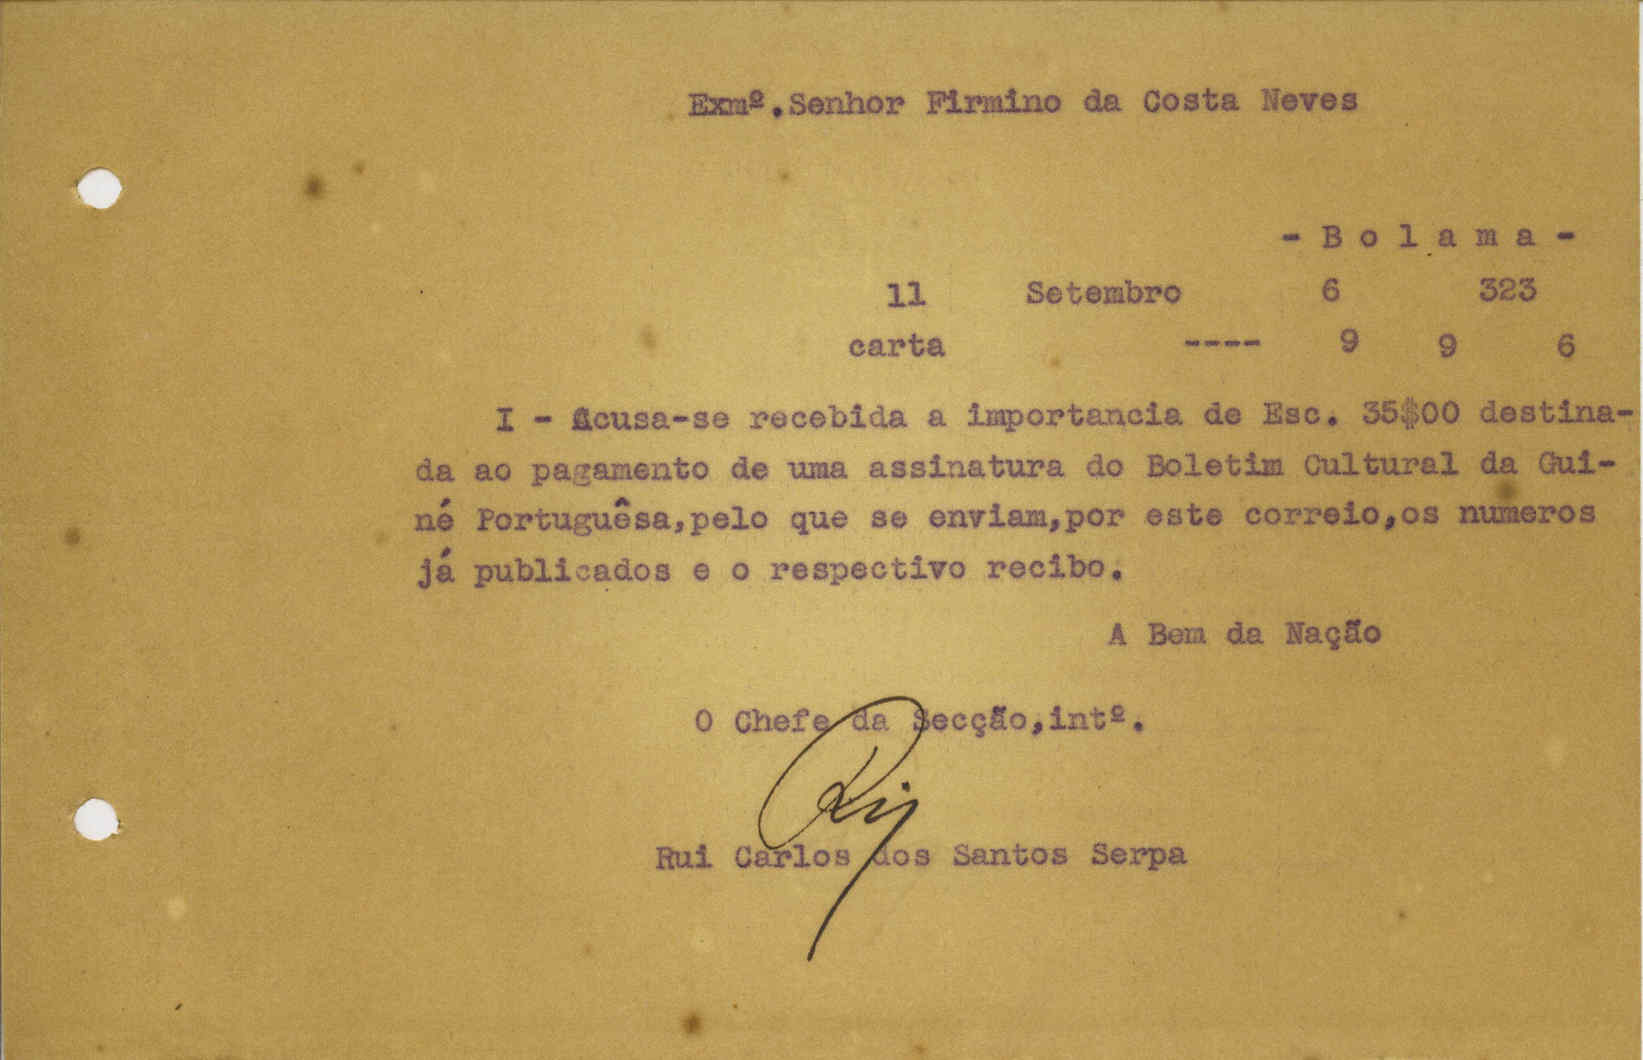 Exmº.Senhor Firmino da Costa Neves
- B o l a m a -
11 Setembro 6 323
carta ---- 9 9 6
I - Acusa-se recebida a importancia de Esc. 35$00 destina-
da ao pagamento de uma assinatura do Boletim Cultural da Gui-
né Portuguêsa,pelo que se enviam,por este correio,os numeros
já publicados e o respectivo recibo.
A Bem da Nação
O Chefe da Secção,intº.
Rui
Rui Carlos dos Santos Serpa